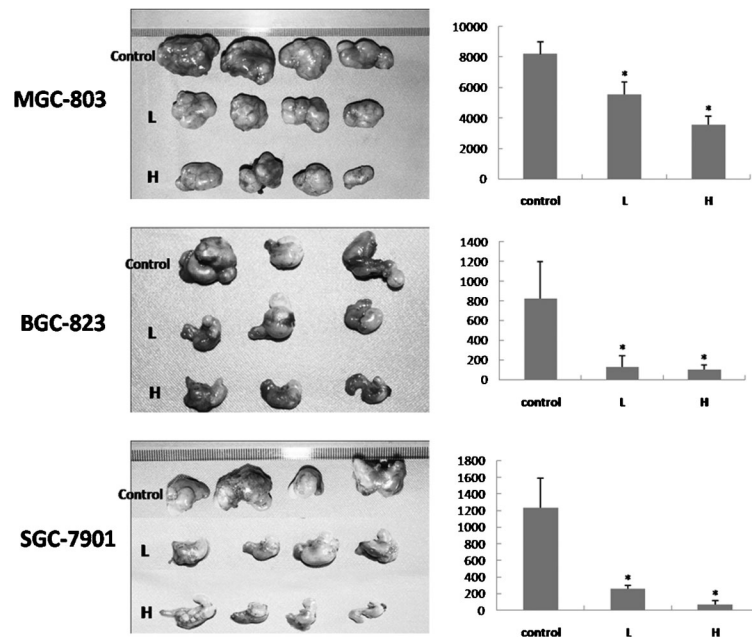 MGC-803
Control
L
H
10000
8000
6000
4000
2000
0
*
*
control L H
BGC-823
Control
L
H
1400
1200
1000
800
600
400
200
0
*
*
control L H
SGC-7901
Control
L
H
1800
1600
1400
1200
1000
800
600
400
200
0
*
*
control L H